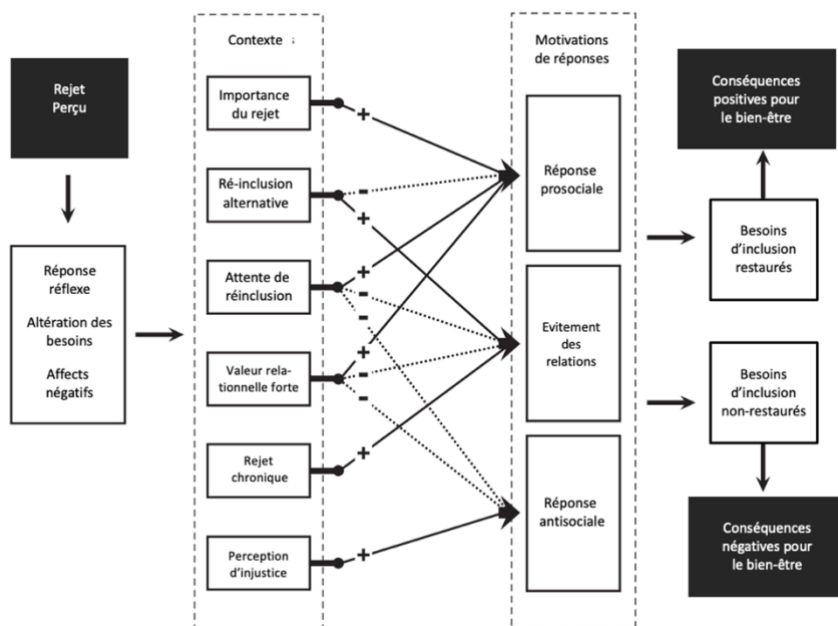 Rejet
Perçu
Réponse
réflexe
Altération des
besoins
Affects
négatifs
Contexte :
Importance
du rejet
+
Ré-inclusion
alternative
-
+
Attente de
réinclusion
+
-
-
Valeur rela-
tionnelle forte
+
-
-
Rejet
chronique
+
Perception
d'injustice
+
Motivations
de réponses
Réponse
prosociale
Evitement
des
relations
Réponse
antisociale
Conséquences
positives pour
le bien-être
Besoins
d'inclusion
restaurés
Besoins
d'inclusion
non-restaurés
Conséquences
négatives pour
le bien-être